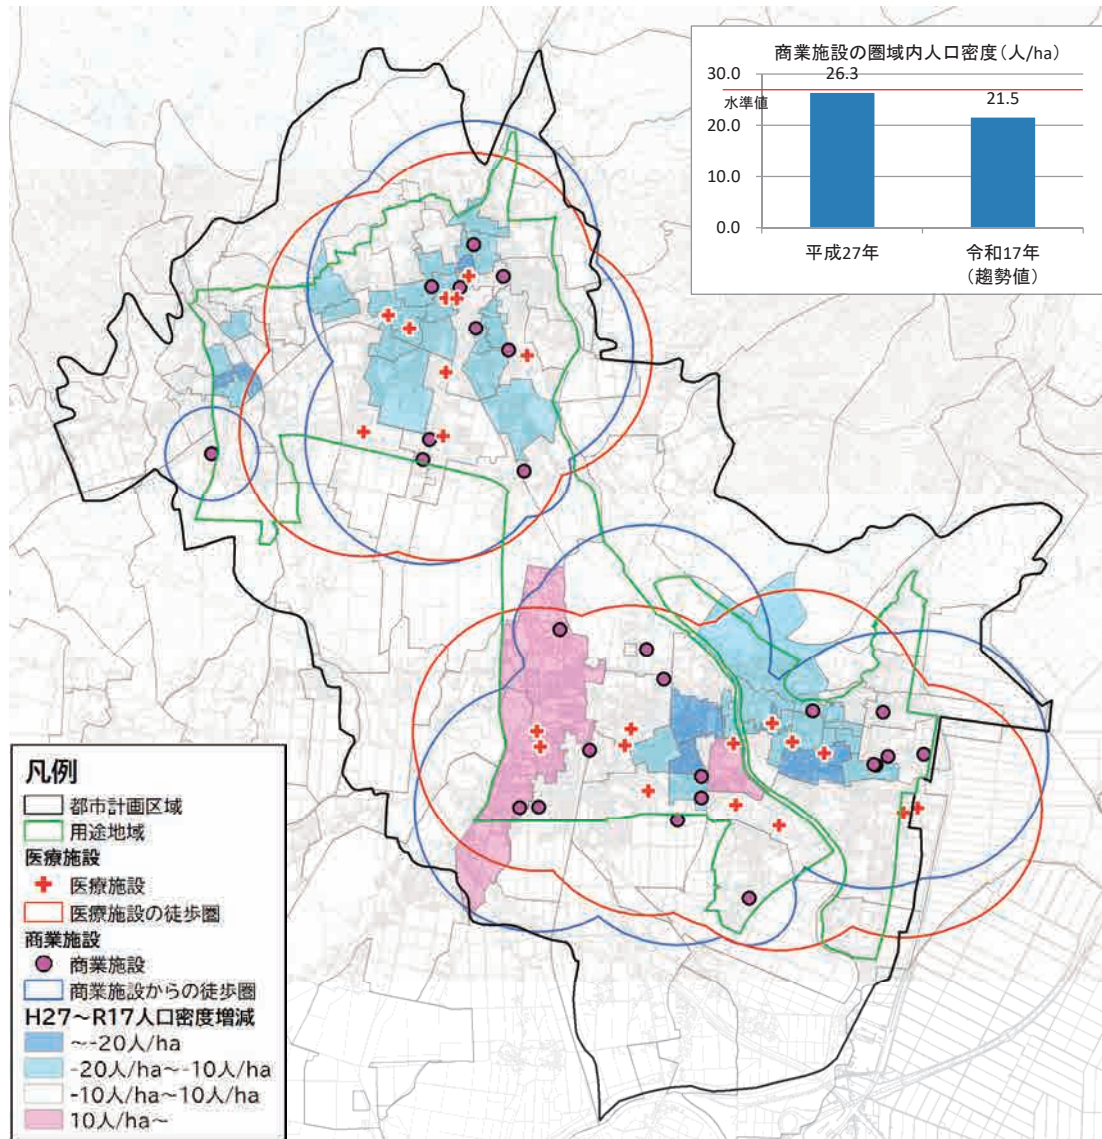 商業施設の圏域内人口密度(人/ha)
30.0
26.3
水準値
21.5
20.0
10.0
0.0
平成27年
令和17年
(趨勢値)
凡例
都市計画区域
用途地域
医療施設
医療施設
医療施設の徒歩圏
商業施設
商業施設
商業施設からの徒歩圏
H27~R17人口密度増減
~-20人/ha
-20人/ha~-10人/ha
-10人/ha~10人/ha
10人/ha~